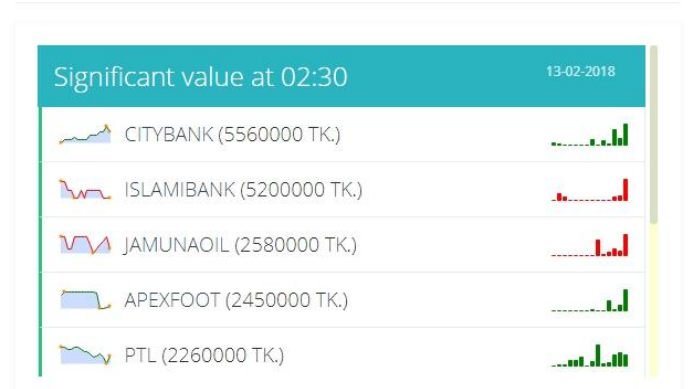 Significant value at 02:30 13-02-2018
CITYBANK (5560000 TK.)
ISLAMIBANK (5200000 TK.)
JAMUNAOIL (2580000 TK.)
APEXFOOT (2450000 TK.)
PTL (2260000 TK.)